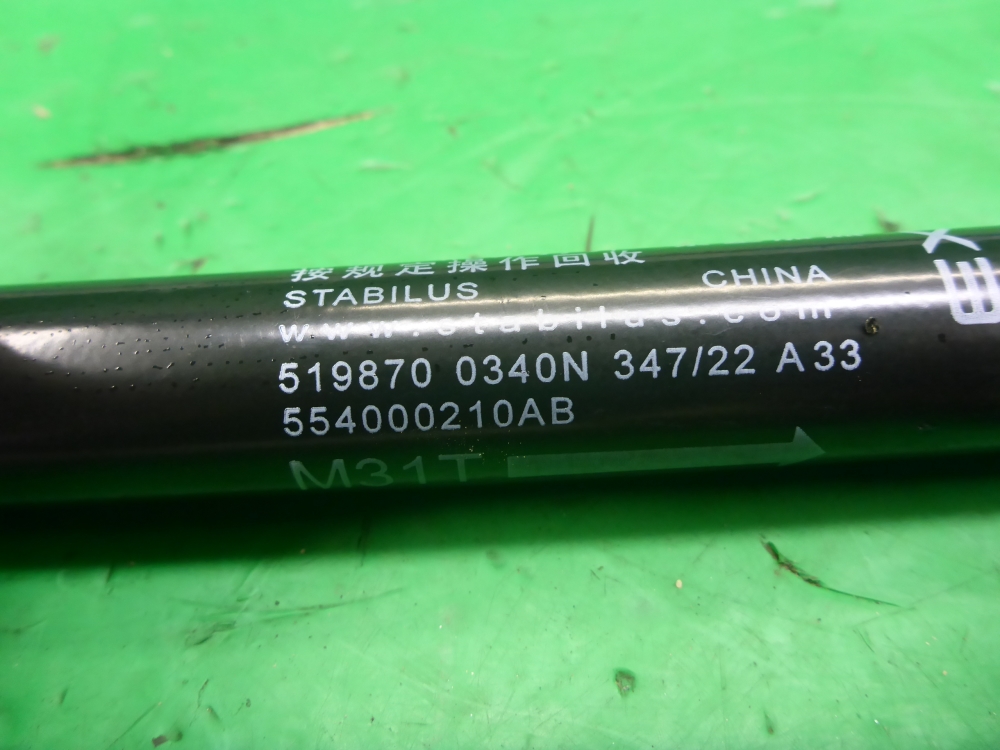 按规定操作回收
STABILUS CHINA
www.stabilus.com
519870 0340N 347/22 A33
554000210AB
M31T